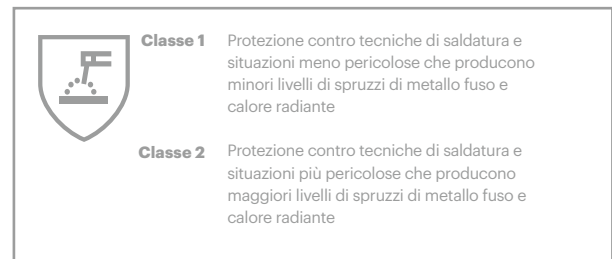 Classe 1 Protezione contro tecniche di saldatura e
situazioni meno pericolose che producono
minori livelli di spruzzi di metallo fuso e
calore radiante
Classe 2 Protezione contro tecniche di saldatura e
situazioni più pericolose che producono
maggiori livelli di spruzzi di metallo fuso e
calore radiante